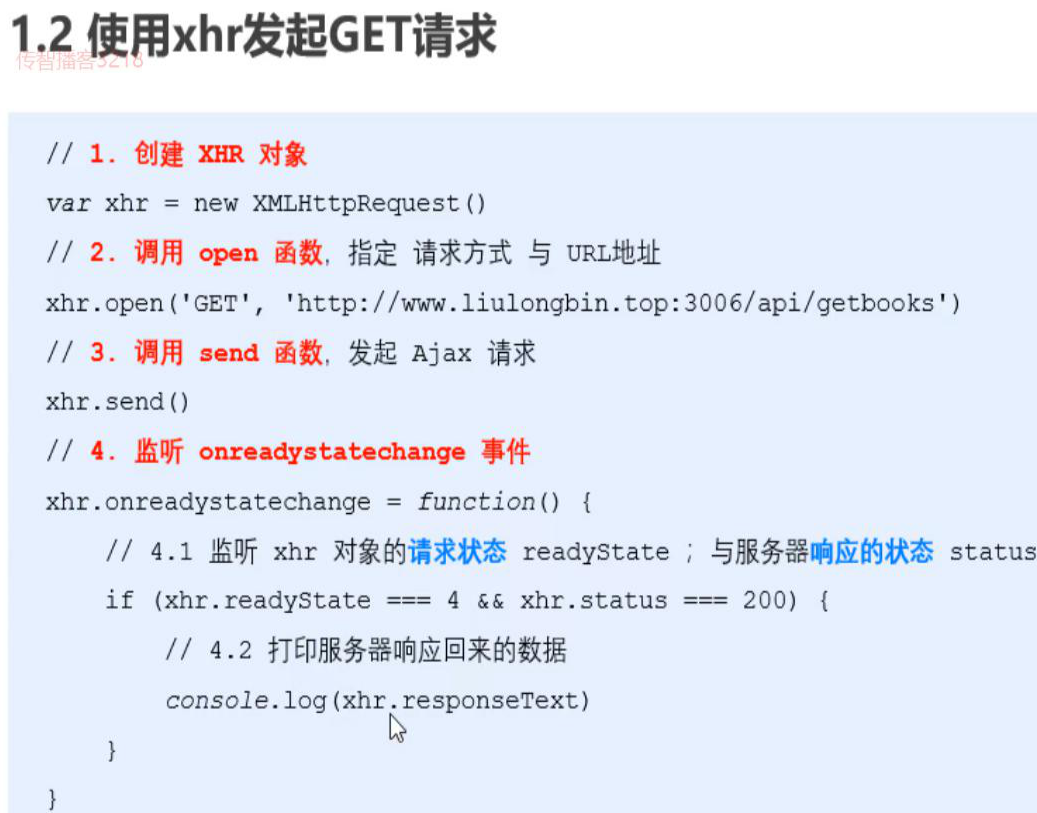 1.2 使用xhr发起GET请求
传智播客3218
// 1. 创建 XHR 对象
var xhr = new XMLHttpRequest()
// 2. 调用 open 函数，指定 请求方式 与 URL地址
xhr.open('GET', 'http://www.liulongbin.top:3006/api/getbooks')
// 3. 调用 send 函数，发起 Ajax 请求
xhr.send()
// 4. 监听 onreadystatechange 事件
xhr.onreadystatechange = function() {
// 4.1 监听 xhr 对象的请求状态 readyState ；与服务器响应的状态 status
if (xhr.readyState === 4 && xhr.status === 200) {
// 4.2 打印服务器响应回来的数据
console.log(xhr.responseText)
}
}